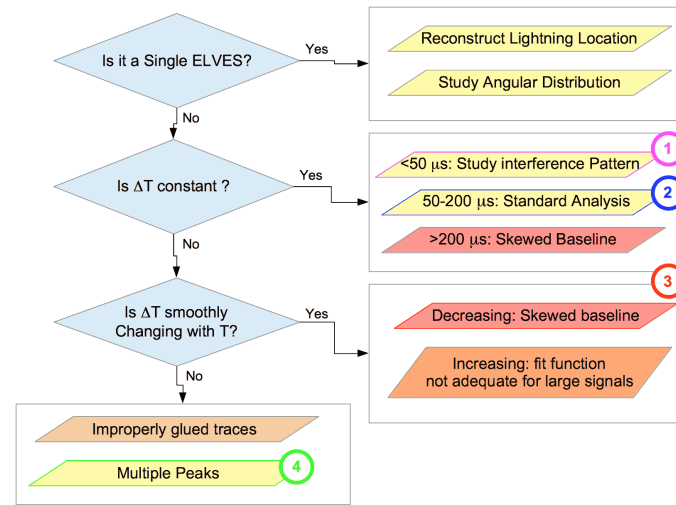 Is it a Single ELVES?
Yes
Reconstruct Lightning Location
Study Angular Distribution
No
1
Is ΔT constant ?
Yes
<50 μs: Study interference Pattern
2
50-200 μs: Standard Analysis
>200 μs: Skewed Baseline
No
3
Is ΔT smoothly
Changing with T?
Yes
Decreasing: Skewed baseline
Increasing: fit function
not adequate for large signals
No
Improperly glued traces
4
Multiple Peaks